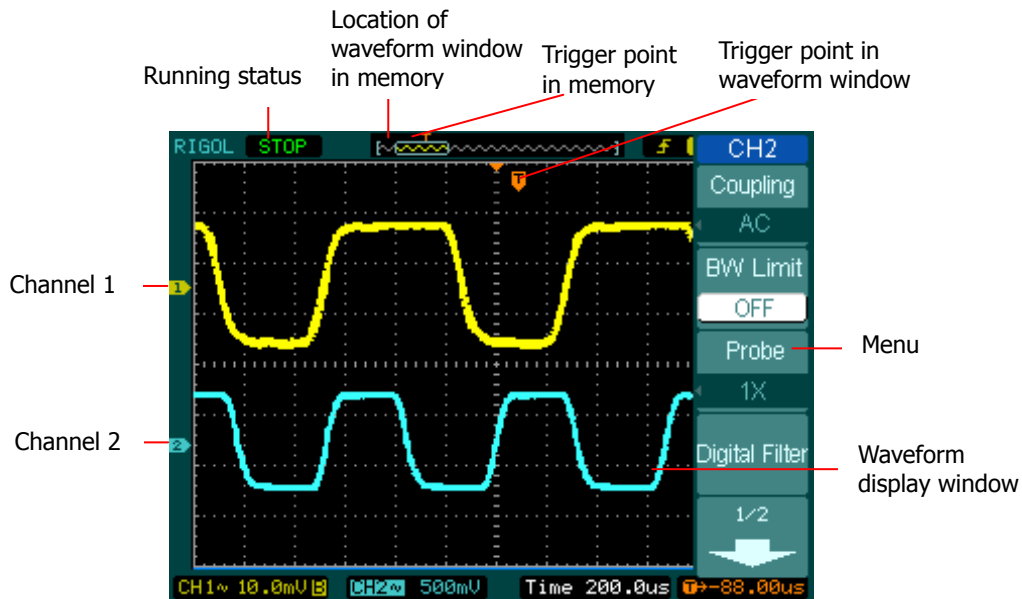 Location of
waveform window
in memory
Trigger point
in memory
Trigger point in
waveform window
Running status
RIGOL STOP
T
CH2
T
Coupling
AC
BW Limit
OFF
Channel 1
1
Probe
Menu
1X
Channel 2
2
Digital Filter
Waveform
display window
1/2
CH1~ 10.0mV B CH2~ 500mV Time 200.0us T→-88.00us